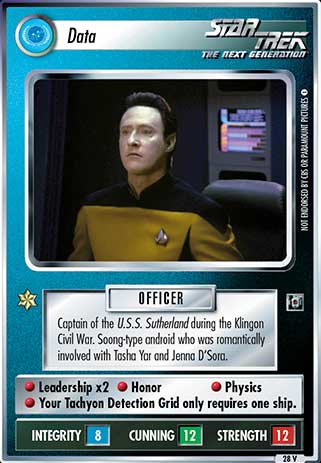 Data
STAR TREK
THE NEXT GENERATION
NOT ENDORSED BY CBS OR PARAMOUNT PICTURES
OFFICER
Captain of the U.S.S. Sutherland during the Klingon
Civil War. Soong-type android who was romantically
involved with Tasha Yar and Jenna D'Sora.
Leadership x2 Honor Physics
Your Tachyon Detection Grid only requires one ship.
INTEGRITY 8 CUNNING 12 STRENGTH 12
28 V